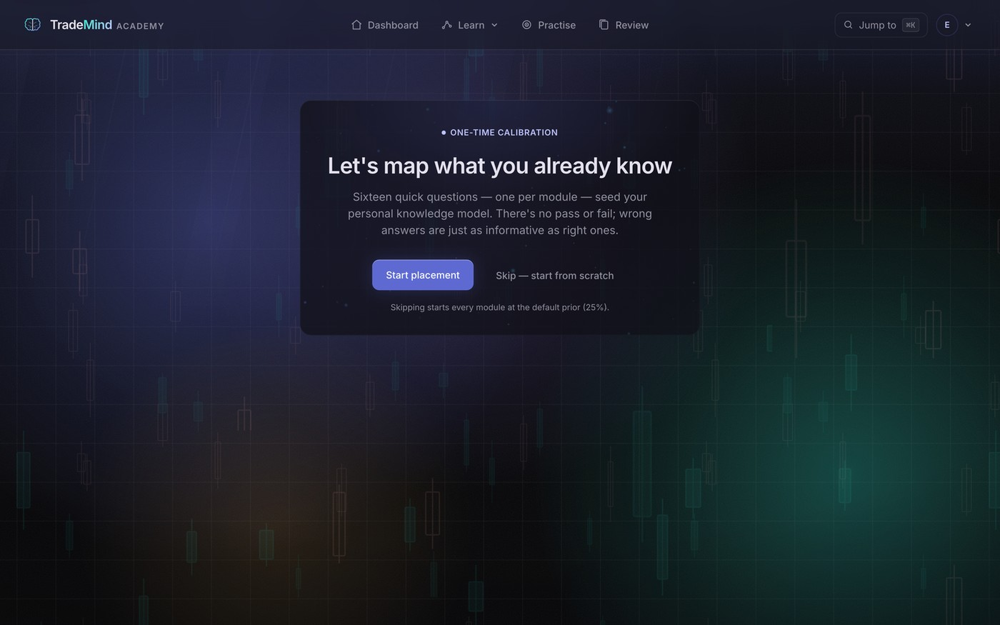 TradeMind ACADEMY
Dashboard
Learn
Practise
Review
Jump to ⌘K
E
ONE-TIME CALIBRATION
Let's map what you already know
Sixteen quick questions — one per module — seed your
personal knowledge model. There's no pass or fail; wrong
answers are just as informative as right ones.
Start placement
Skip — start from scratch
Skipping starts every module at the default prior (25%).